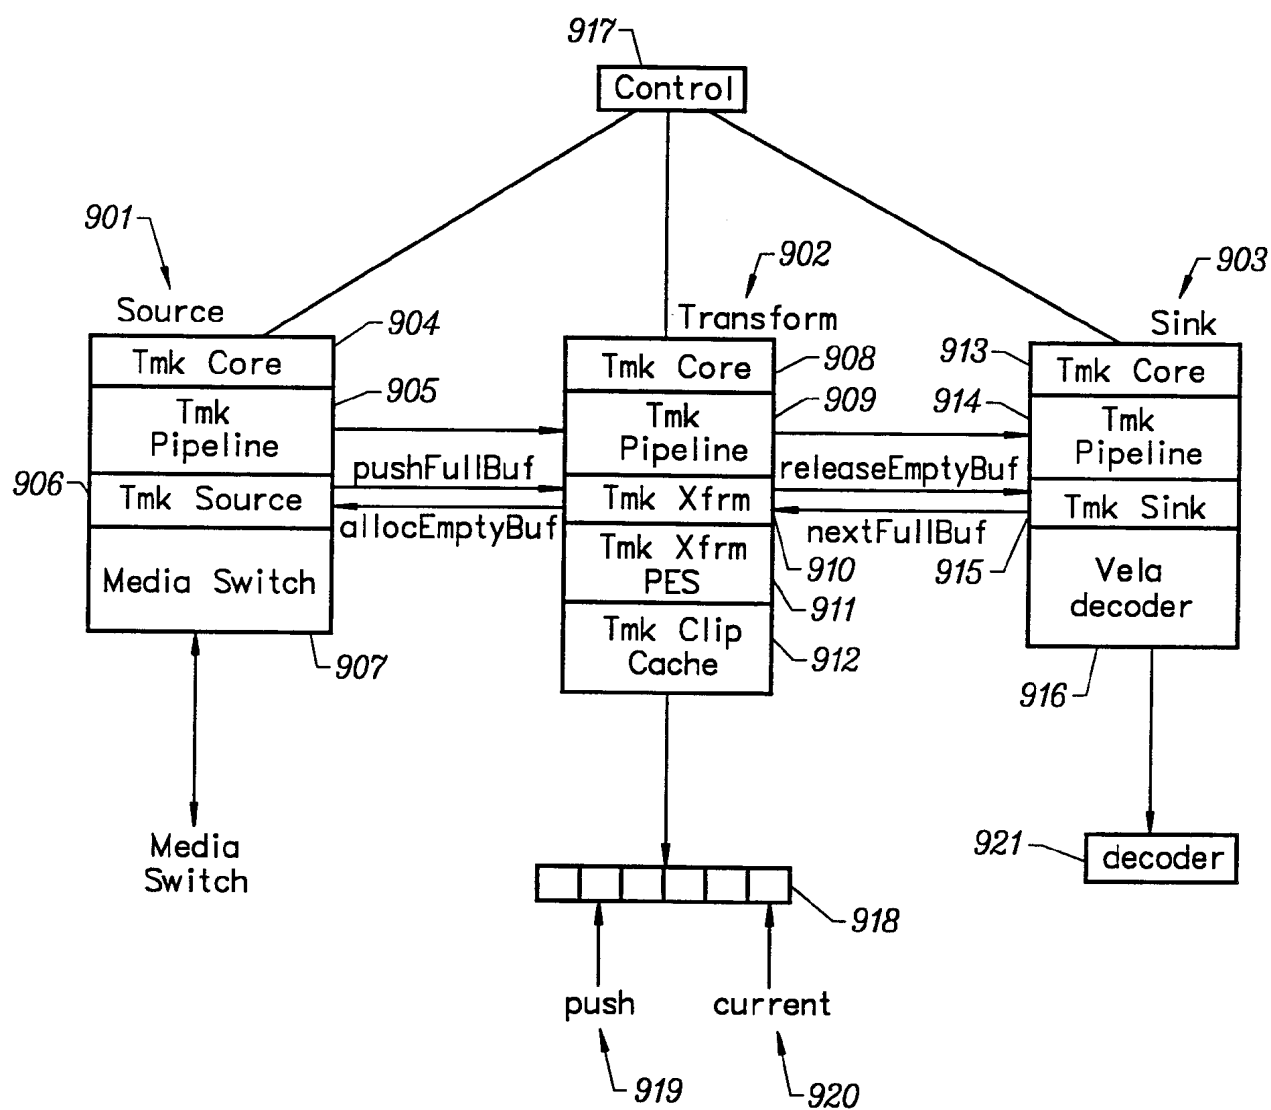 917
Control
901
902
903
Source
Transform
Sink
904
908
913
Tmk Core
Tmk Core
Tmk Core
905
909
914
Tmk
Pipeline
Tmk
Pipeline
Tmk
Pipeline
pushFullBuf
releaseEmptyBuf
906
Tmk Source
Tmk Xfrm
Tmk Sink
allocEmptyBuf
nextFullBuf
910
915
Media Switch
Tmk Xfrm
PES
911
Vela
decoder
907
Tmk Clip
Cache
912
916
Media
Switch
921
decoder
918
push
current
919
920